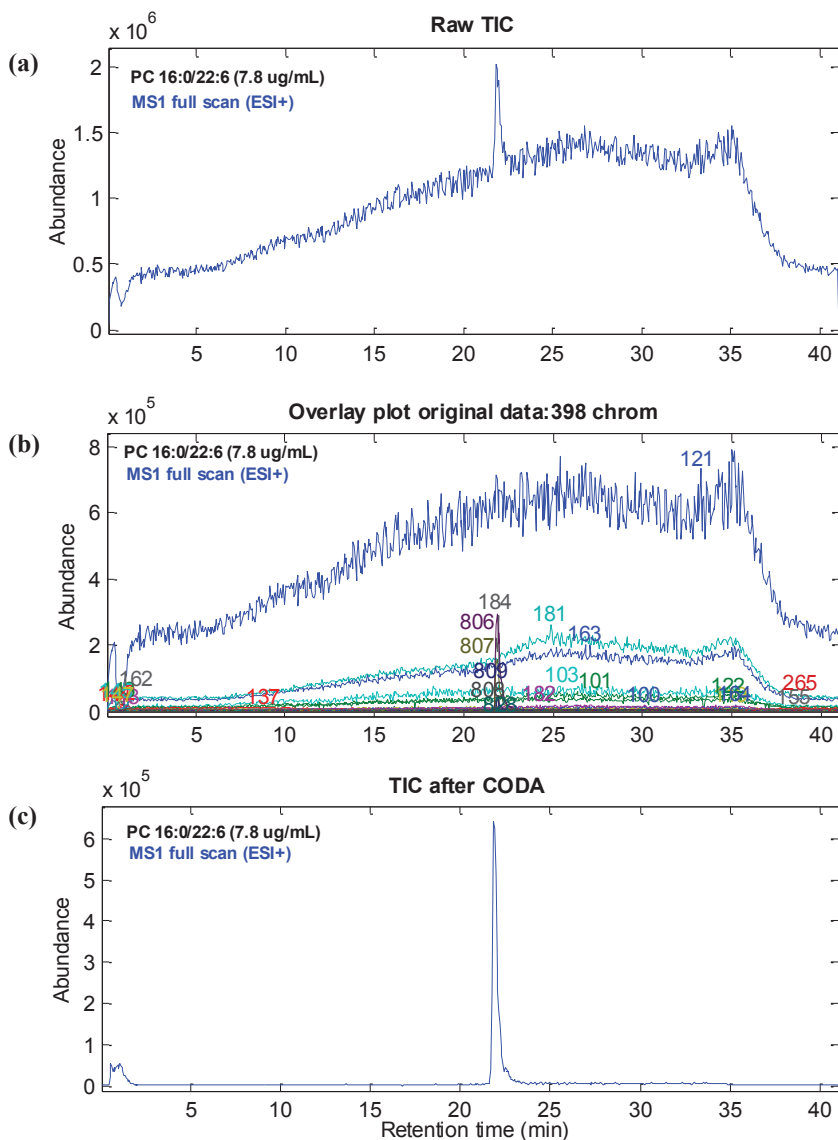 Raw TIC
x 10^6
(a)
PC 16:0/22:6 (7.8 ug/mL)
MS1 full scan (ESI+)
2
1.5
1
0.5
0
Abundance
5 10 15 20 25 30 35 40
Overlay plot original data:398 chrom
x 10^5
(b)
PC 16:0/22:6 (7.8 ug/mL)
MS1 full scan (ESI+)
8
6
4
2
0
Abundance
121
184
806
181
807
163
809
162
103
101
122
265
137
182
100
155
5 10 15 20 25 30 35 40
Retention time (min)
TIC after CODA
x 10^5
(c)
PC 16:0/22:6 (7.8 ug/mL)
MS1 full scan (ESI+)
6
5
4
3
2
1
0
Abundance
5 10 15 20 25 30 35 40
Retention time (min)